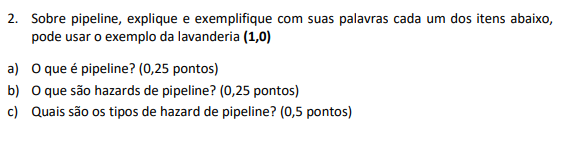 2. Sobre pipeline, explique e exemplifique com suas palavras cada um dos itens abaixo,
pode usar o exemplo da lavanderia (1,0)
a) O que é pipeline? (0,25 pontos)
b) O que são hazards de pipeline? (0,25 pontos)
c) Quais são os tipos de hazard de pipeline? (0,5 pontos)